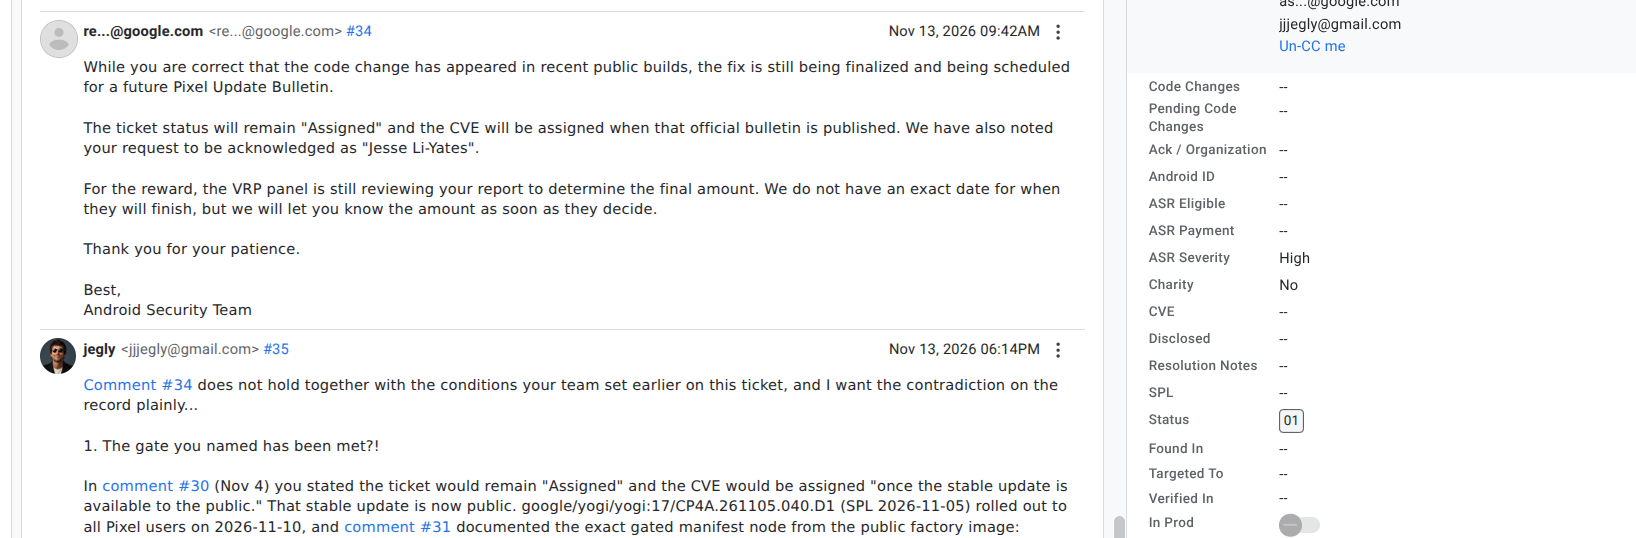 re...@google.com <re...@google.com> #34 Nov 13, 2026 09:42AM
While you are correct that the code change has appeared in recent public builds, the fix is still being finalized and being scheduled
for a future Pixel Update Bulletin.
The ticket status will remain "Assigned" and the CVE will be assigned when that official bulletin is published. We have also noted
your request to be acknowledged as "Jesse Li-Yates".
For the reward, the VRP panel is still reviewing your report to determine the final amount. We do not have an exact date for when
they will finish, but we will let you know the amount as soon as they decide.
Thank you for your patience.
Best,
Android Security Team
jegly <jjjegly@gmail.com> #35 Nov 13, 2026 06:14PM
Comment #34 does not hold together with the conditions your team set earlier on this ticket, and I want the contradiction on the
record plainly...
1. The gate you named has been met?!
In comment #30 (Nov 4) you stated the ticket would remain "Assigned" and the CVE would be assigned "once the stable update is
available to the public." That stable update is now public. google/yogi/yogi:17/CP4A.261105.040.D1 (SPL 2026-11-05) rolled out to
all Pixel users on 2026-11-10, and comment #31 documented the exact gated manifest node from the public factory image:
as...@google.com
jjjegly@gmail.com
Un-CC me
Code Changes --
Pending Code
Changes --
Ack / Organization --
Android ID --
ASR Eligible --
ASR Payment --
ASR Severity High
Charity No
CVE --
Disclosed --
Resolution Notes --
SPL --
Status 01
Found In --
Targeted To --
Verified In --
In Prod